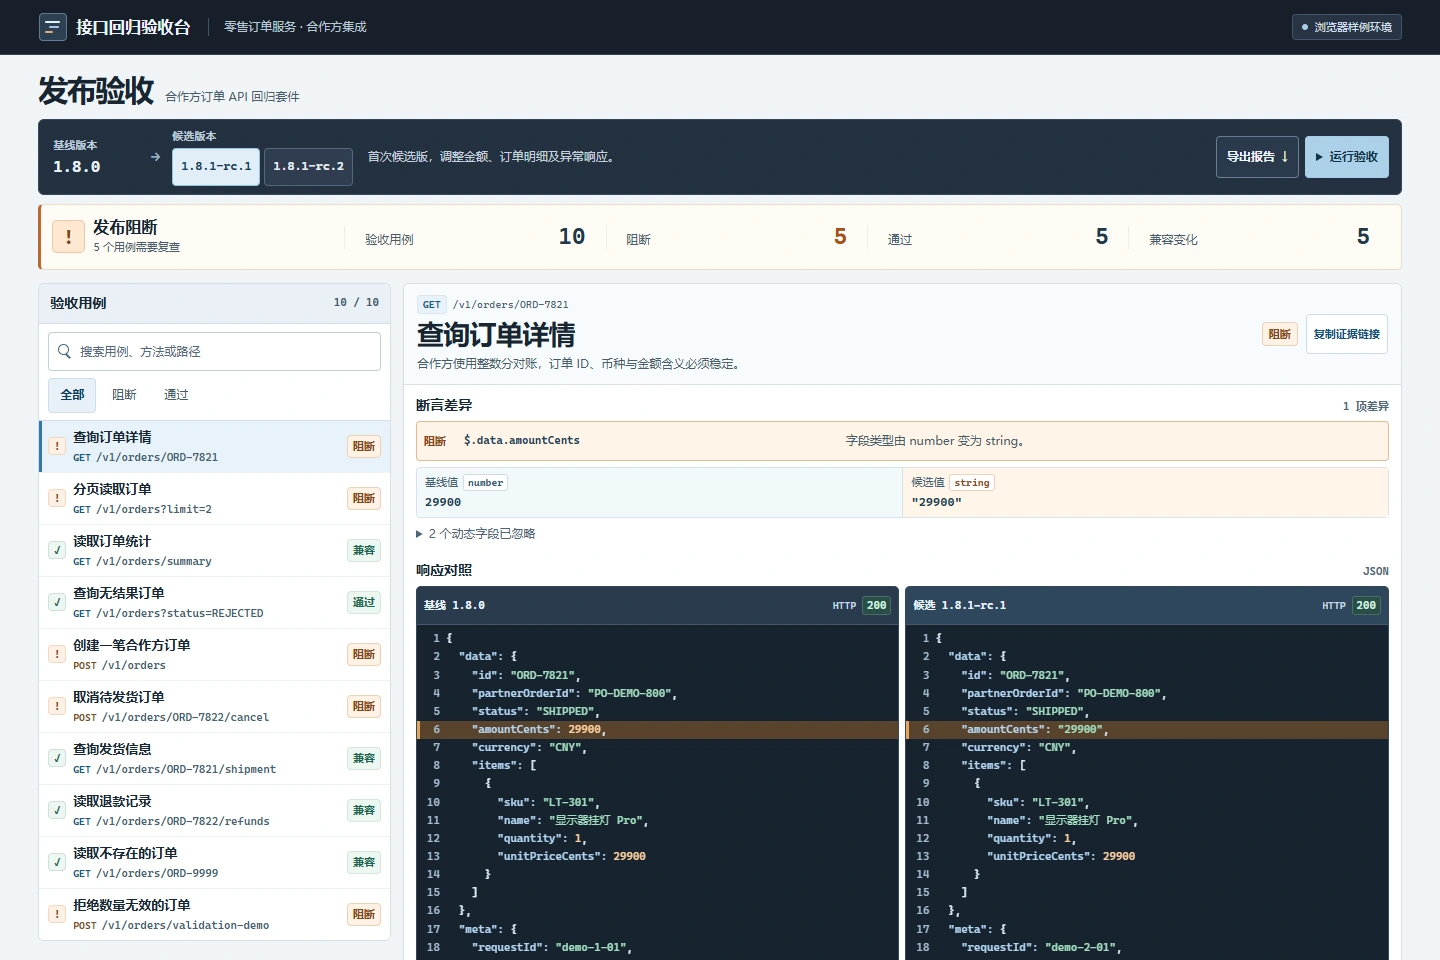 接口回归验收台
零售订单服务 · 合作方集成
浏览器样例环境
发布验收
合作方订单 API 回归套件
基线版本
1.8.0
→
候选版本
1.8.1-rc.1
1.8.1-rc.2
首次候选版，调整金额、订单明细及异常响应。
导出报告 ↓
运行验收
!
发布阻断
5 个用例需要复查
验收用例 10
阻断 5
通过 5
兼容变化 5
验收用例
10 / 10
搜索用例、方法或路径
全部
阻断
通过
! 查询订单详情 阻断
GET /v1/orders/ORD-7821
! 分页读取订单 阻断
GET /v1/orders?limit=2
✓ 读取订单统计 兼容
GET /v1/orders/summary
✓ 查询无结果订单 通过
GET /v1/orders?status=REJECTED
! 创建一笔合作方订单 阻断
POST /v1/orders
! 取消待发货订单 阻断
POST /v1/orders/ORD-7822/cancel
✓ 查询发货信息 兼容
GET /v1/orders/ORD-7821/shipment
✓ 读取退款记录 兼容
GET /v1/orders/ORD-7822/refunds
✓ 读取不存在的订单 兼容
GET /v1/orders/ORD-9999
! 拒绝数量无效的订单 阻断
POST /v1/orders/validation-demo
GET /v1/orders/ORD-7821
查询订单详情
合作方使用整数分对账，订单 ID、币种与金额含义必须稳定。
阻断
复制证据链接
断言差异
1 项差异
阻断 $.data.amountCents 字段类型由 number 变为 string。
基线值 number
29900
候选值 string
"29900"
2 个动态字段已忽略
响应对照
JSON
基线 1.8.0 HTTP 200
1 {
2 "data": {
3 "id": "ORD-7821",
4 "partnerOrderId": "PO-DEMO-800",
5 "status": "SHIPPED",
6 "amountCents": 29900,
7 "currency": "CNY",
8 "items": [
9 {
10 "sku": "LT-301",
11 "name": "显示器挂灯 Pro",
12 "quantity": 1,
13 "unitPriceCents": 29900
14 }
15 ]
16 },
17 "meta": {
18 "requestId": "demo-1-01",
候选 1.8.1-rc.1 HTTP 200
1 {
2 "data": {
3 "id": "ORD-7821",
4 "partnerOrderId": "PO-DEMO-800",
5 "status": "SHIPPED",
6 "amountCents": "29900",
7 "currency": "CNY",
8 "items": [
9 {
10 "sku": "LT-301",
11 "name": "显示器挂灯 Pro",
12 "quantity": 1,
13 "unitPriceCents": 29900
14 }
15 ]
16 },
17 "meta": {
18 "requestId": "demo-2-01",